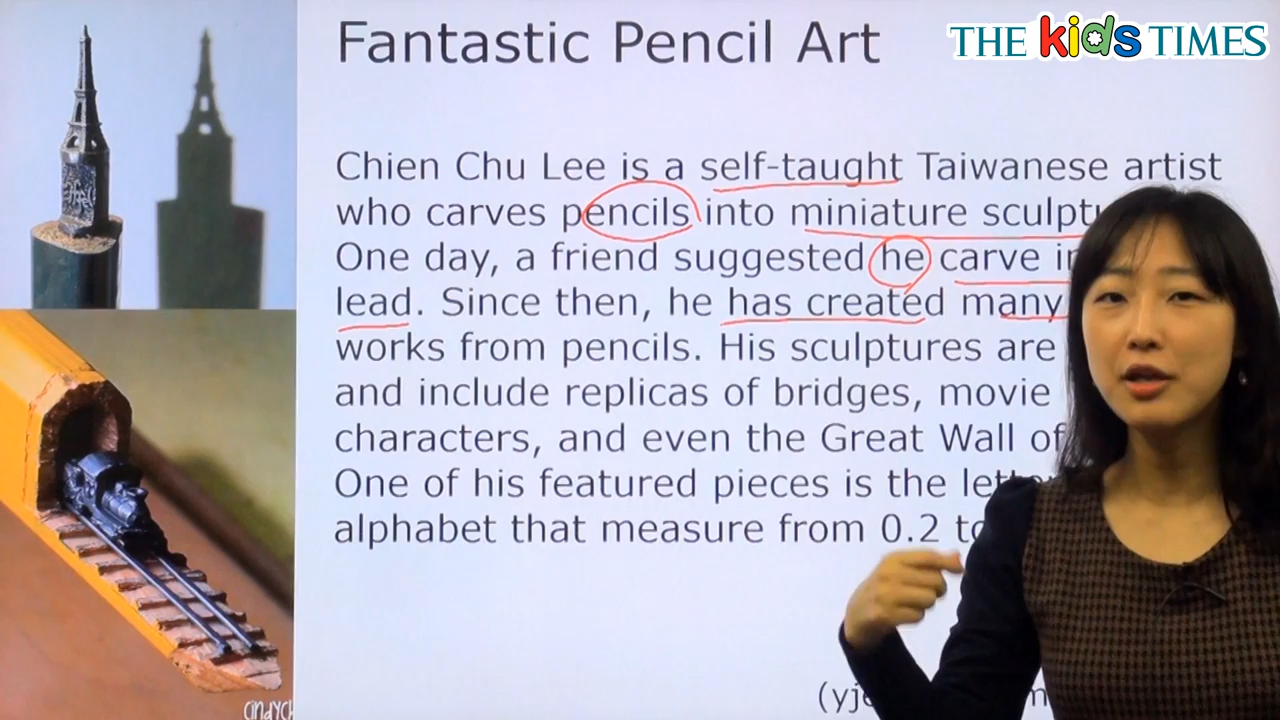 THE kids TIMES
Fantastic Pencil Art
Chien Chu Lee is a self-taught Taiwanese artist
who carves pencils into miniature
One day, a friend suggested he carve
lead. Since then, he has created many
works from pencils. His sculptures are
and include replicas of bridges, movie
characters, and even the Great Wall of
One of his featured pieces is the
alphabet that measure from 0.2